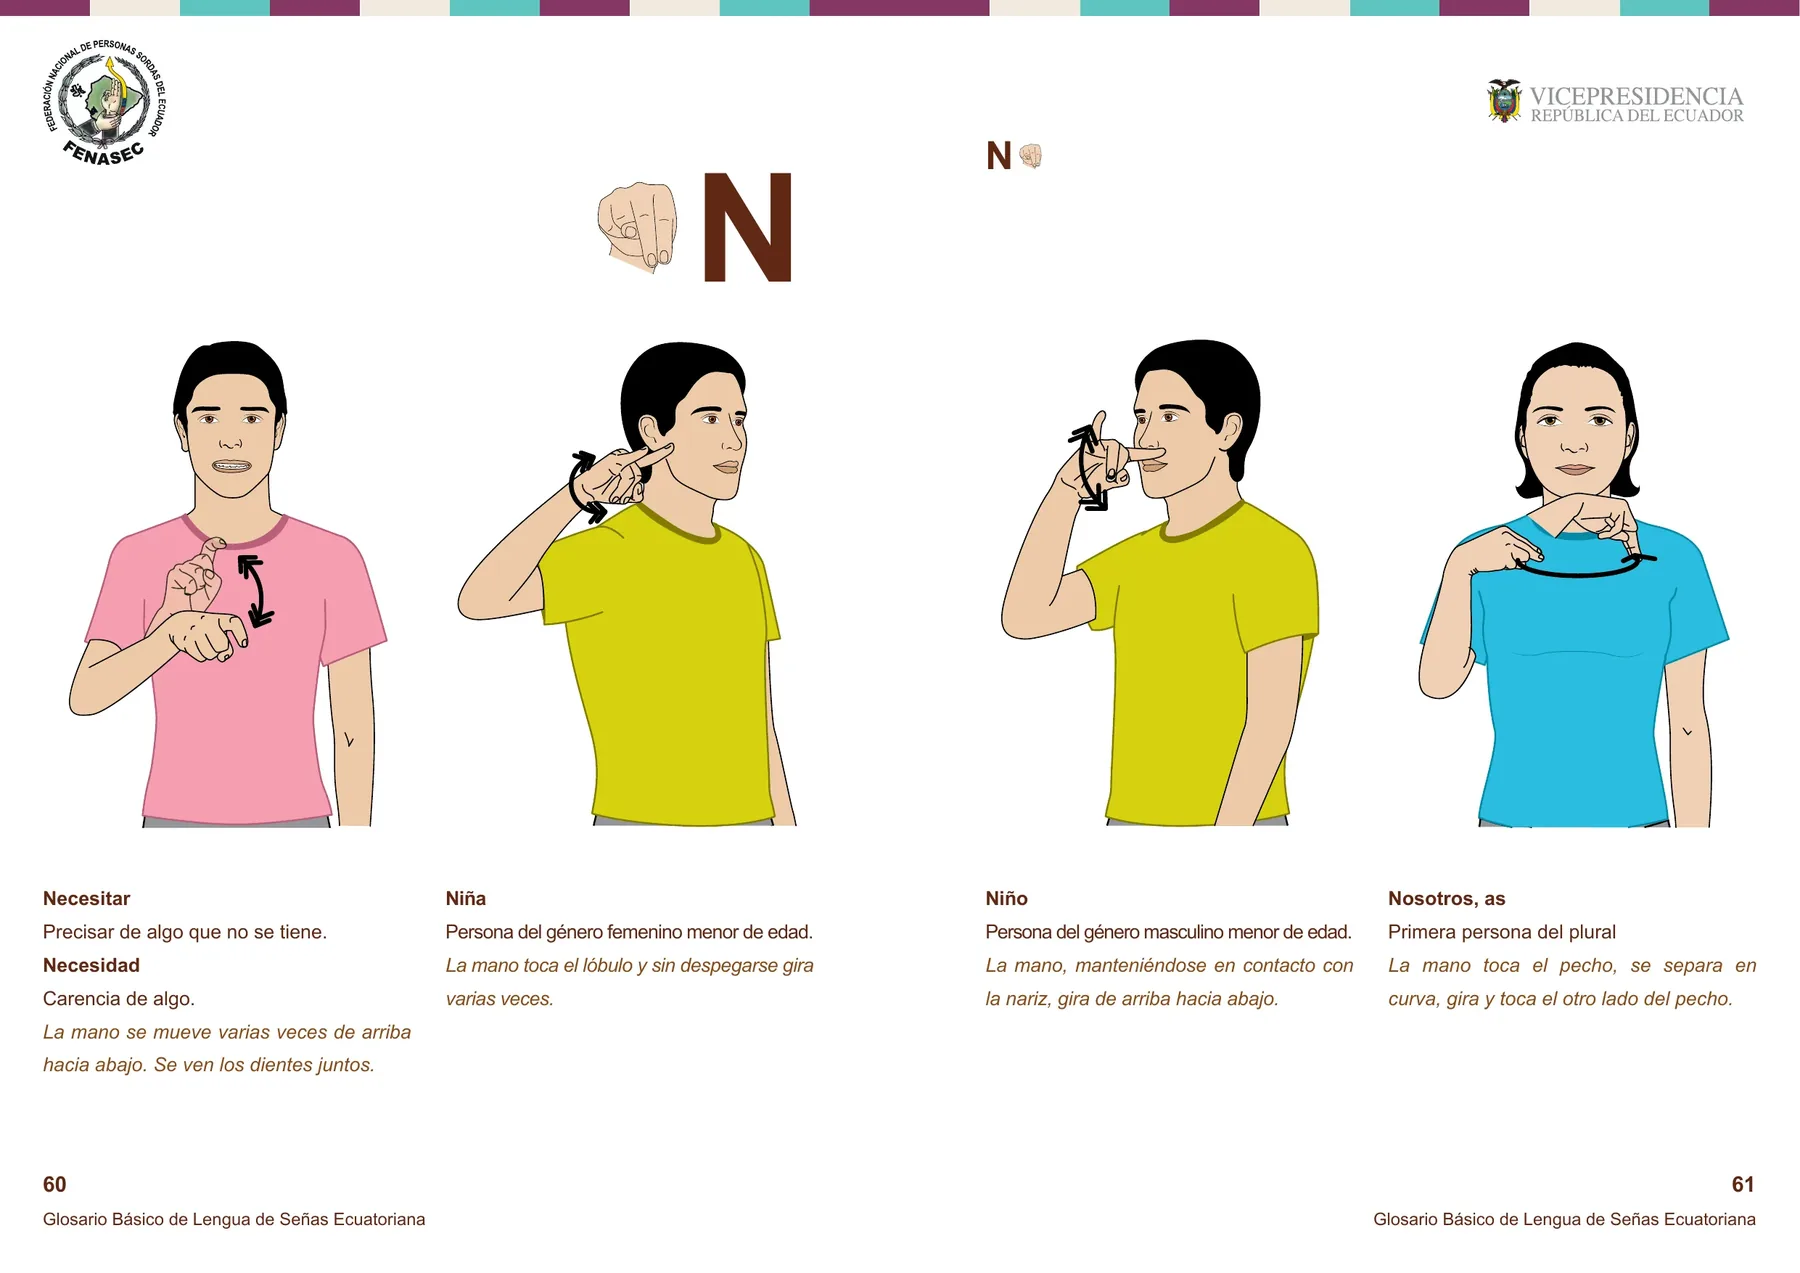 FEDERACIÓN NACIONAL DE PERSONAS SORDAS DEL ECUADOR
FENASEC
N
Necesitar
Precisar de algo que no se tiene.
Necesidad
Carencia de algo.
La mano se mueve varias veces de arriba
hacia abajo. Se ven los dientes juntos.
Niña
Persona del género femenino menor de edad.
La mano toca el lóbulo y sin despegarse gira
varias veces.
60
Glosario Básico de Lengua de Señas Ecuatoriana
VICEPRESIDENCIA
REPÚBLICA DEL ECUADOR
N
Niño
Persona del género masculino menor de edad.
La mano, manteniéndose en contacto con
la nariz, gira de arriba hacia abajo.
Nosotros, as
Primera persona del plural
La mano toca el pecho, se separa en
curva, gira y toca el otro lado del pecho.
61
Glosario Básico de Lengua de Señas Ecuatoriana